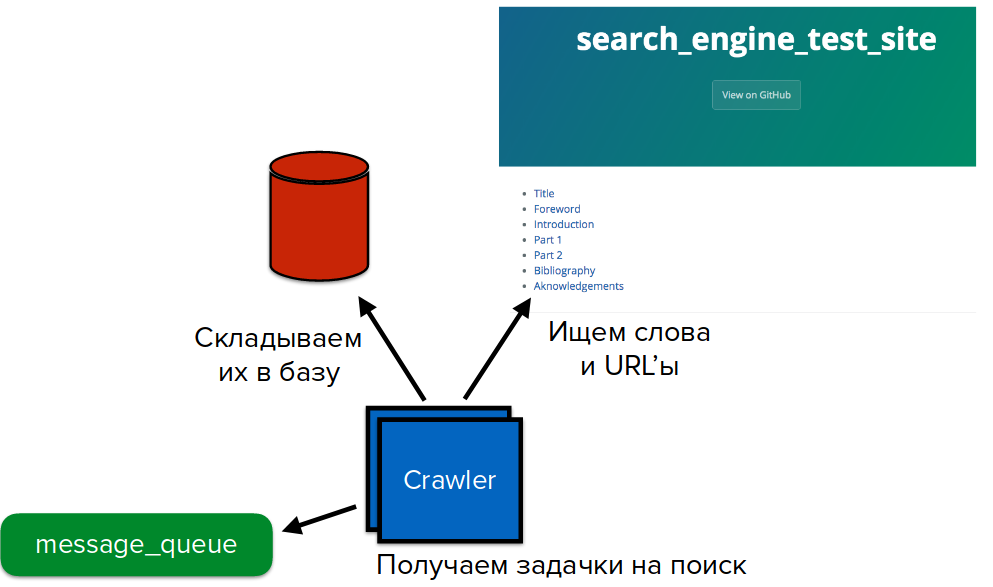 search_engine_test_site
View on GitHub
Title
Foreword
Introduction
Part 1
Part 2
Bibliography
Aknowledgements
Складываем
их в базу
Ищем слова
и URL’ы
Crawler
message_queue
Получаем задачки на поиск